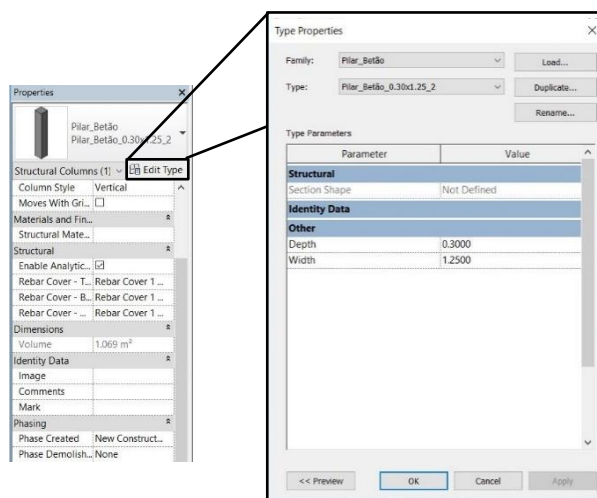 Properties
Pilar_Betão
Pilar_Betão_0.30x1.25_2
Structural Columns (1) Edit Type
Column Style Vertical
Moves With Gri...
Materials and Fin...
Structural Mate...
Structural
Enable Analytic...
Rebar Cover - T... Rebar Cover 1 ...
Rebar Cover - B... Rebar Cover 1 ...
Rebar Cover - ... Rebar Cover 1 ...
Dimensions
Volume 1.069 m³
Identity Data
Image
Comments
Mark
Phasing
Phase Created New Construct...
Phase Demolish... None
Type Properties
Family: Pilar_Betão Load...
Type: Pilar_Betão_0.30x1.25_2 Duplicate...
Rename...
Type Parameters
Parameter Value
Structural
Section Shape Not Defined
Identity Data
Other
Depth 0.3000
Width 1.2500
<< Preview OK Cancel Apply